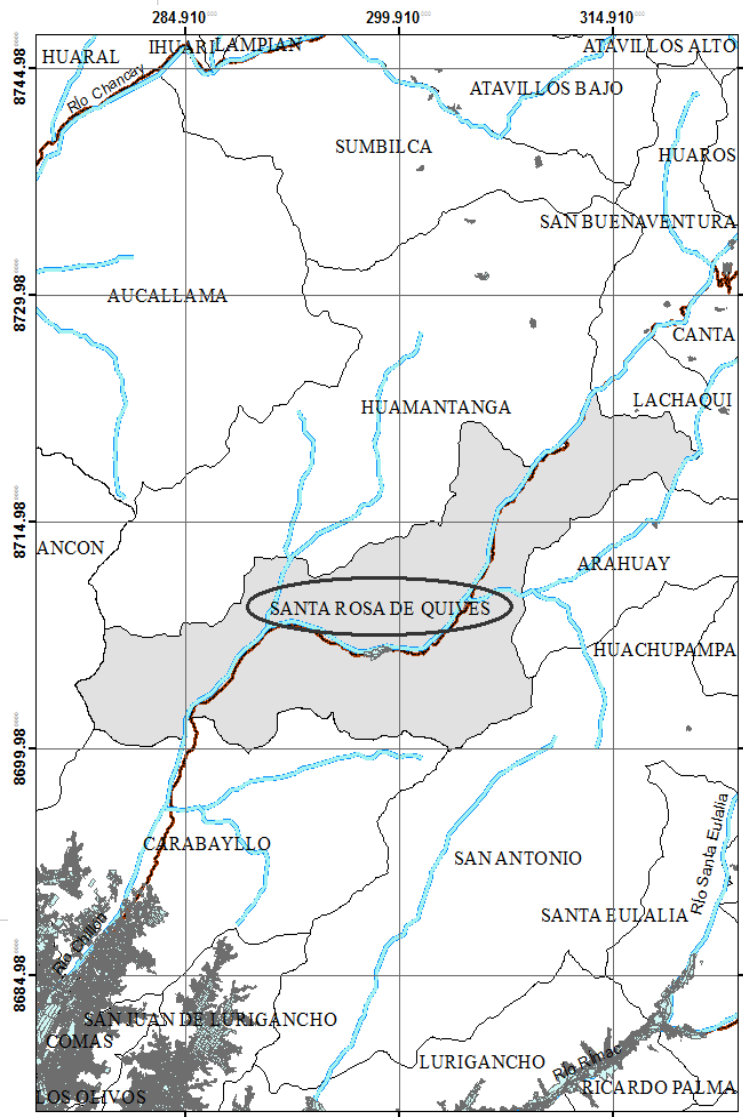 284.910 299.910 314.910
HUARAL
IHUARI
LAMPIAN
ATAVILLOS ALTO
8744.98
Río Chancay
ATAVILLOS BAJO
SUMBILCA
HUAROS
SAN BUENAVENTURA
8729.98
AUCALLAMA
CANTA
HUAMANTANGA
LACHAQUI
8714.98
ANCON
ARAHUAY
SANTA ROSA DE QUIVES
HUACHUPAMPA
8699.98
CARABAYLLO
SAN ANTONIO
Río Santa Eulalia
SANTA EULALIA
Río Chillón
8684.98
SAN JUAN DE LURIGANCHO
COMAS
LURIGANCHO
Río Rímac
LOS OLIVOS
RICARDO PALMA